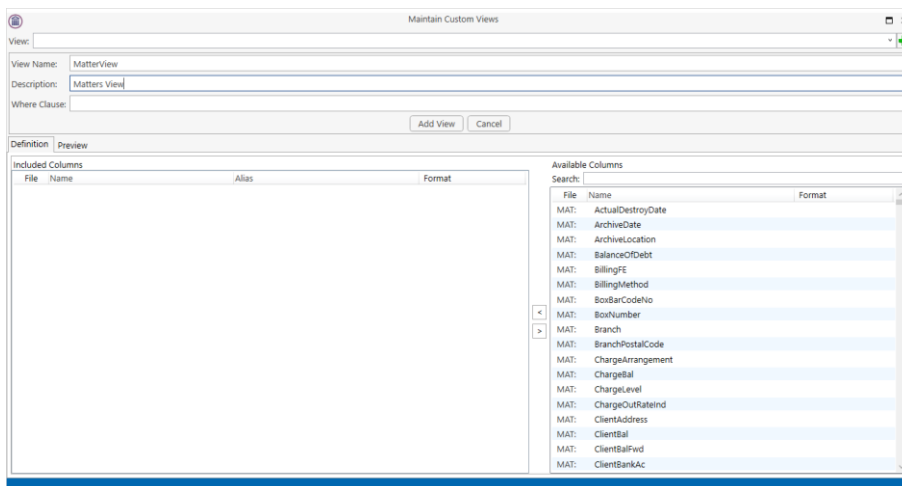 Maintain Custom Views
View:
View Name: MatterView
Description: Matters View
Where Clause:
Add View Cancel
Definition Preview
Included Columns
File Name Alias Format
Available Columns
Search:
File Name Format
MAT: ActualDestroyDate
MAT: ArchiveDate
MAT: ArchiveLocation
MAT: BalanceOfDebt
MAT: BillingFE
MAT: BillingMethod
MAT: BoxBarCodeNo
< MAT: BoxNumber
> MAT: Branch
MAT: BranchPostalCode
MAT: ChargeArrangement
MAT: ChargeBal
MAT: ChargeLevel
MAT: ChargeOutRateInd
MAT: ClientAddress
MAT: ClientBal
MAT: ClientBalFwd
MAT: ClientBankAc